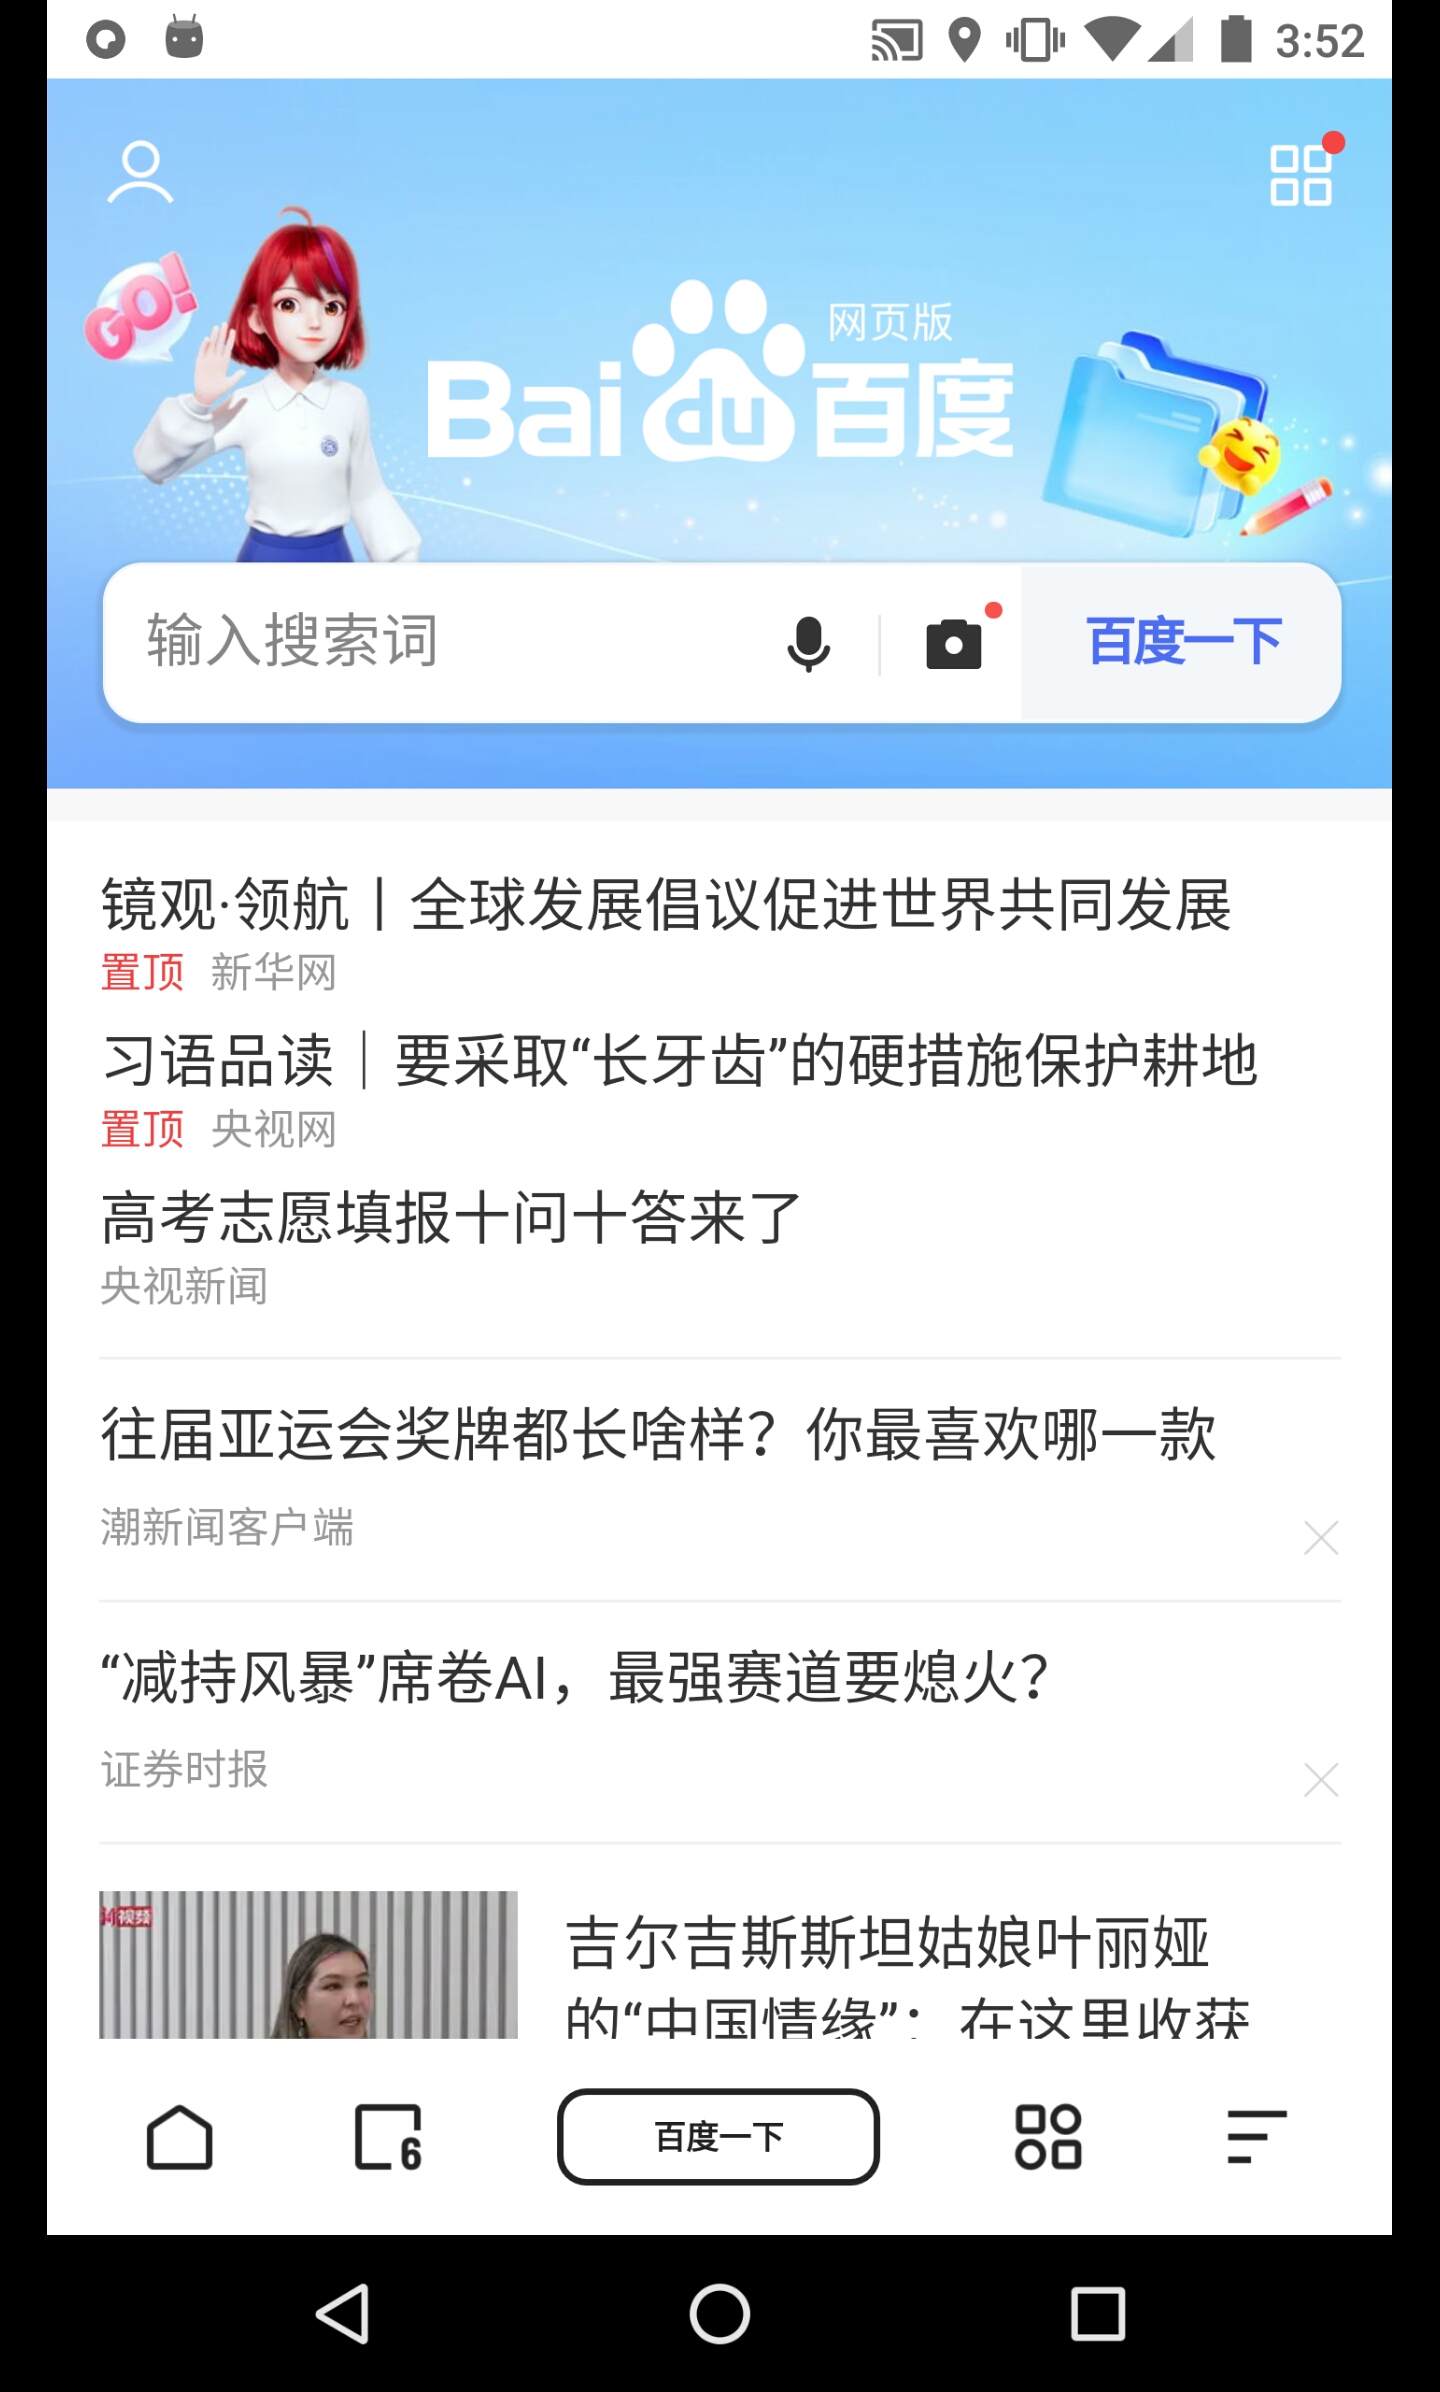 3:52
GO!
网页版
Bai du 百度
输入搜索词
百度一下
镜观·领航丨全球发展倡议促进世界共同发展
置顶 新华网
习语品读｜要采取“长牙齿”的硬措施保护耕地
置顶 央视网
高考志愿填报十问十答来了
央视新闻
往届亚运会奖牌都长啥样？你最喜欢哪一款
潮新闻客户端
“减持风暴”席卷AI，最强赛道要熄火？
证券时报
视频
吉尔吉斯斯坦姑娘叶丽娅
的“中国情缘”：在这里收获
6
百度一下